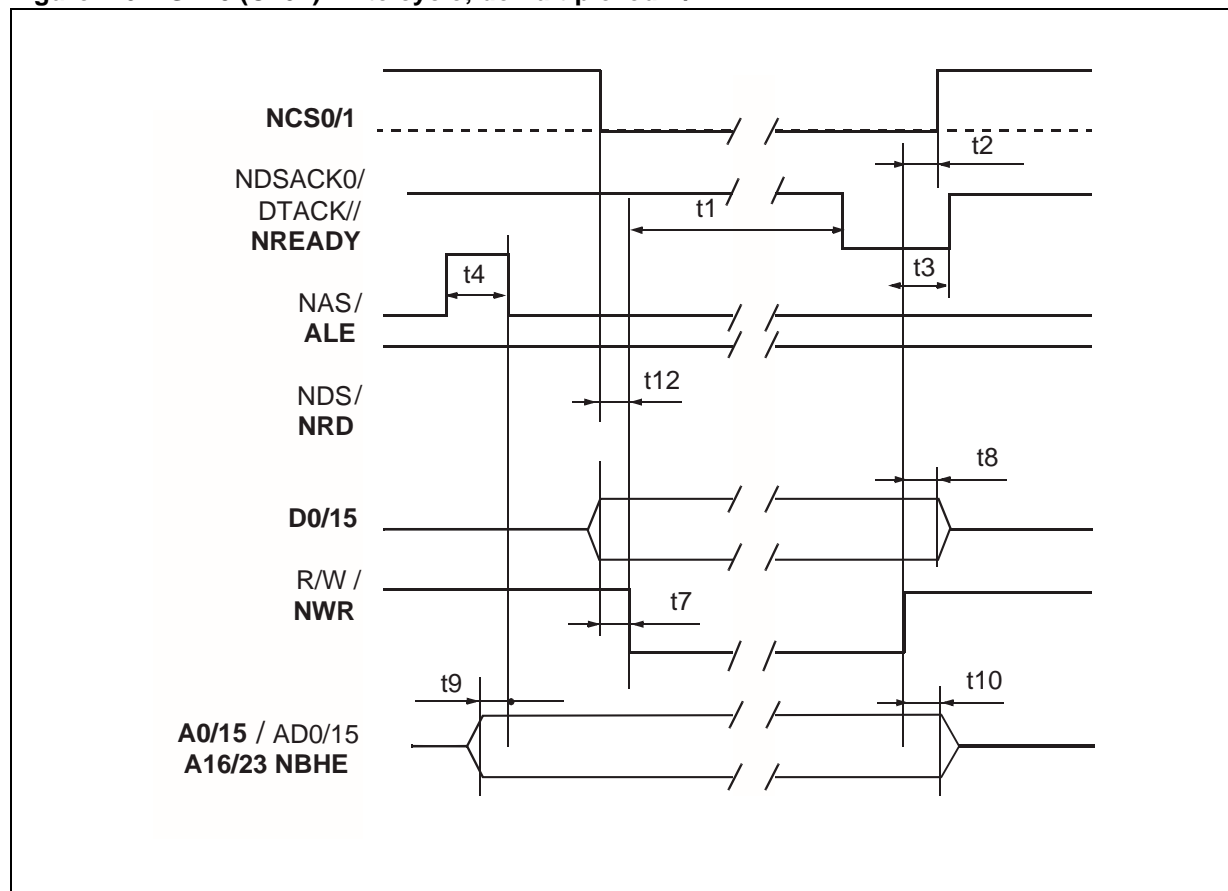 NCS0/1
t2
NDSACK0/
DTACK//
NREADY
t1
t3
t4
NAS/
ALE
t12
NDS/
NRD
t8
D0/15
R/W /
NWR
t7
t9
t10
A0/15 / AD0/15
A16/23 NBHE